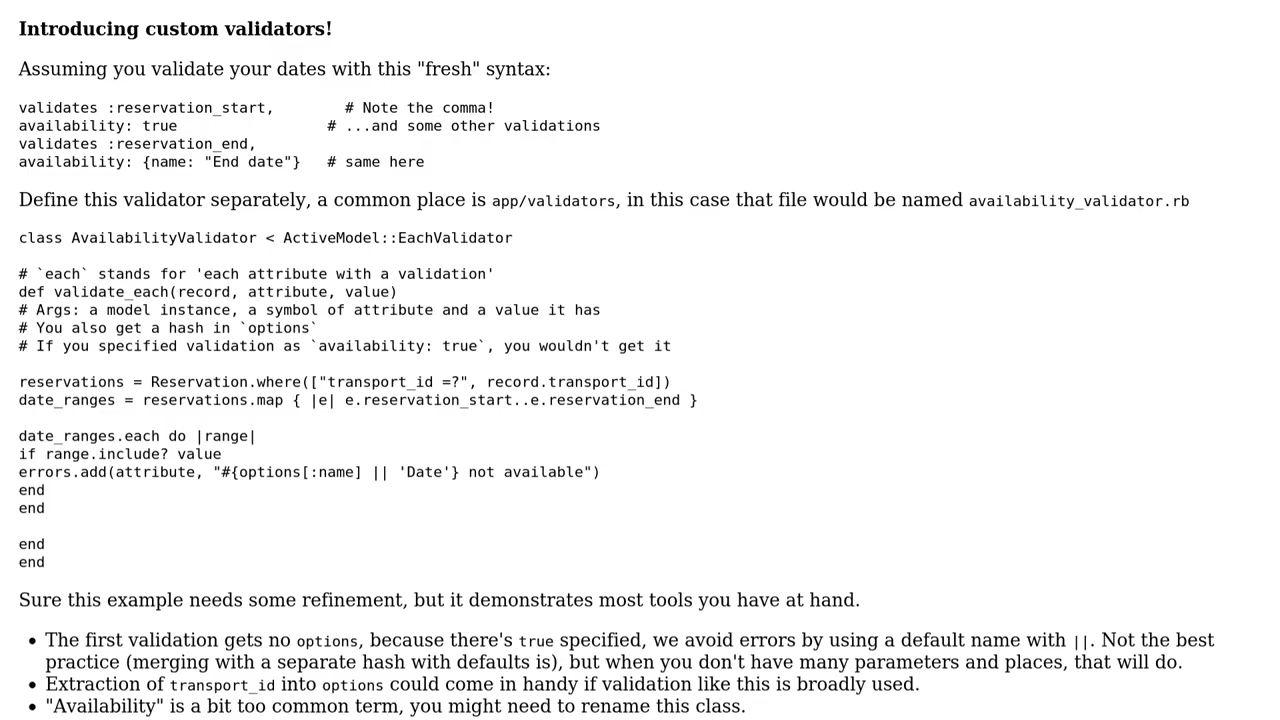 Introducing custom validators!
Assuming you validate your dates with this "fresh" syntax:
validates :reservation_start,        # Note the comma!
availability: true                 # ...and some other validations
validates :reservation_end,
availability: {name: "End date"}   # same here
Define this validator separately, a common place is app/validators, in this case that file would be named availability_validator.rb
class AvailabilityValidator < ActiveModel::EachValidator
# `each` stands for 'each attribute with a validation'
def validate_each(record, attribute, value)
# Args: a model instance, a symbol of attribute and a value it has
# You also get a hash in `options`
# If you specified validation as `availability: true`, you wouldn't get it
reservations = Reservation.where(["transport_id =?", record.transport_id])
date_ranges = reservations.map { |e| e.reservation_start..e.reservation_end }
date_ranges.each do |range|
if range.include? value
errors.add(attribute, "#{options[:name] || 'Date'} not available")
end
end
end
end
Sure this example needs some refinement, but it demonstrates most tools you have at hand.
• The first validation gets no options, because there's true specified, we avoid errors by using a default name with ||. Not the best
practice (merging with a separate hash with defaults is), but when you don't have many parameters and places, that will do.
• Extraction of transport_id into options could come in handy if validation like this is broadly used.
• "Availability" is a bit too common term, you might need to rename this class.